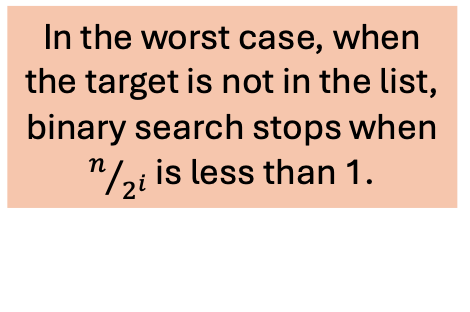 In the worst case, when
the target is not in the list,
binary search stops when
n/2^i is less than 1.